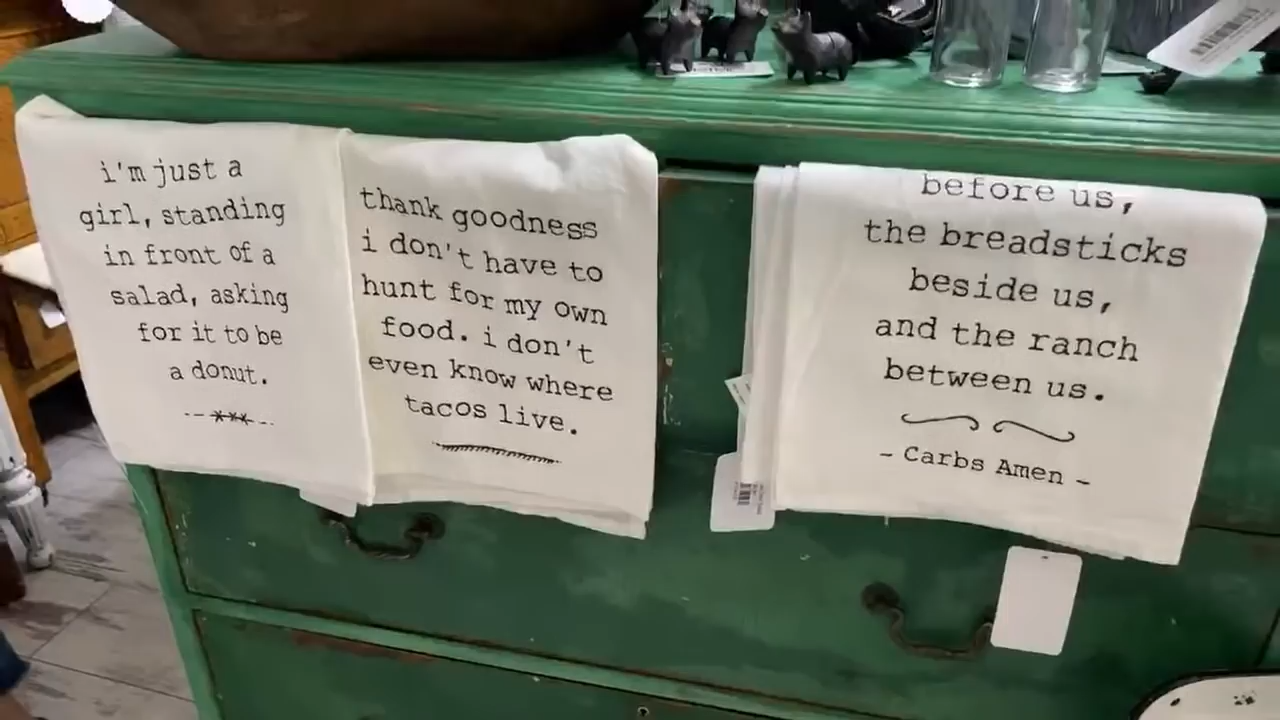 i'm just a
girl, standing
in front of a
salad, asking
for it to be
a donut.
thank goodness
i don't have to
hunt for my own
food. i don't
even know where
tacos live.
before us,
the breadsticks
beside us,
and the ranch
between us.
- Carbs Amen -